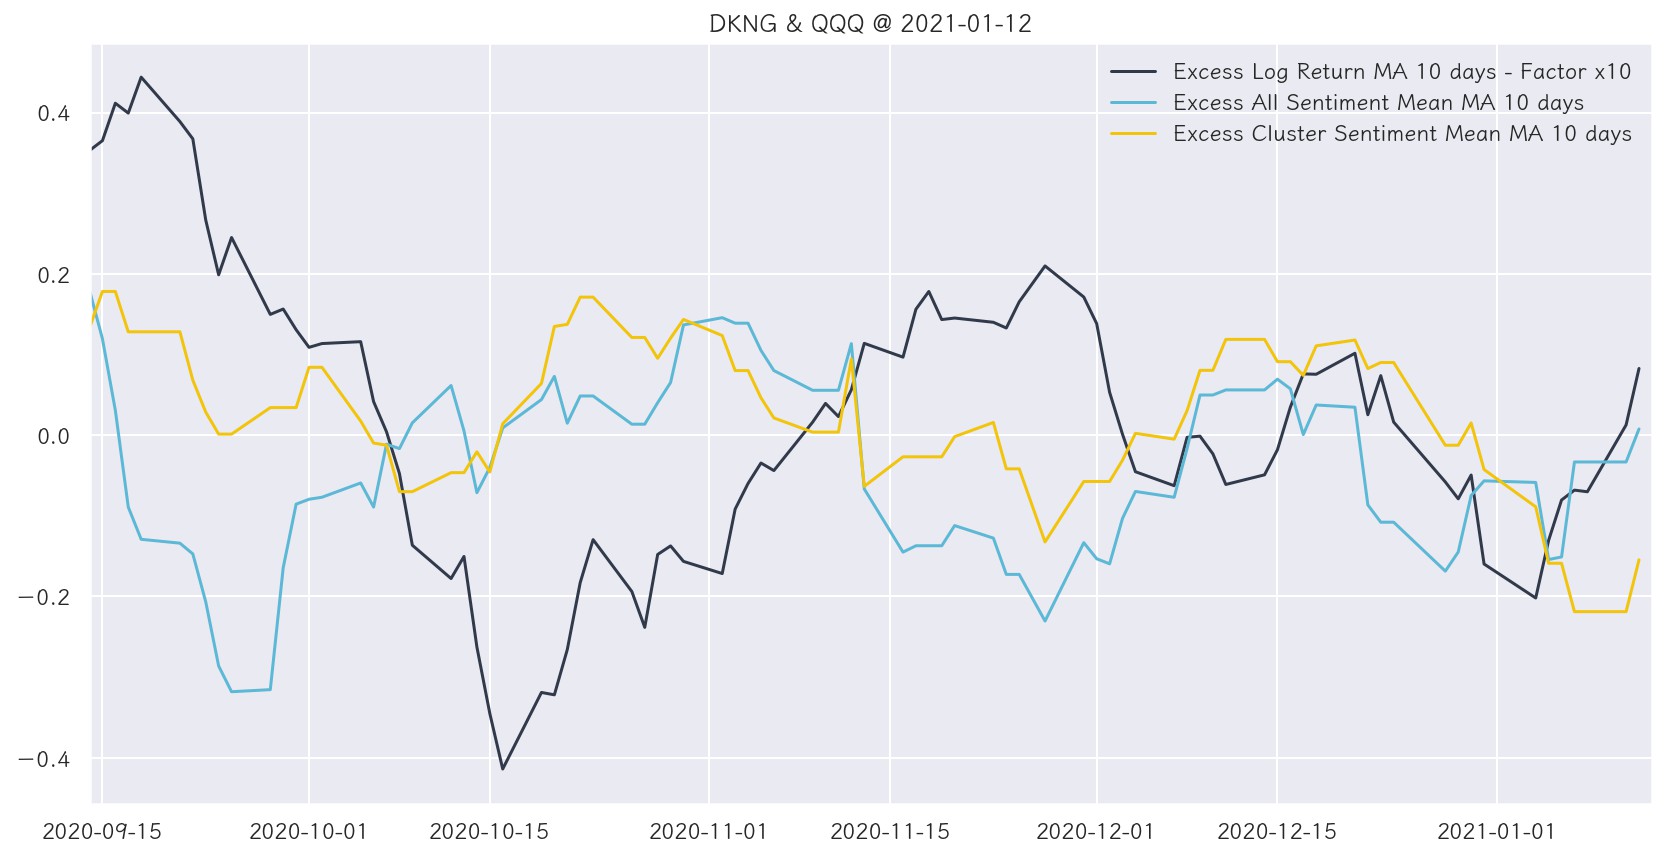 DKNG & QQQ @ 2021-01-12
Excess Log Return MA 10 days - Factor x10
Excess All Sentiment Mean MA 10 days
Excess Cluster Sentiment Mean MA 10 days
0.4
0.2
0.0
−0.2
−0.4
2020-09-15 2020-10-01 2020-10-15 2020-11-01 2020-11-15 2020-12-01 2020-12-15 2021-01-01